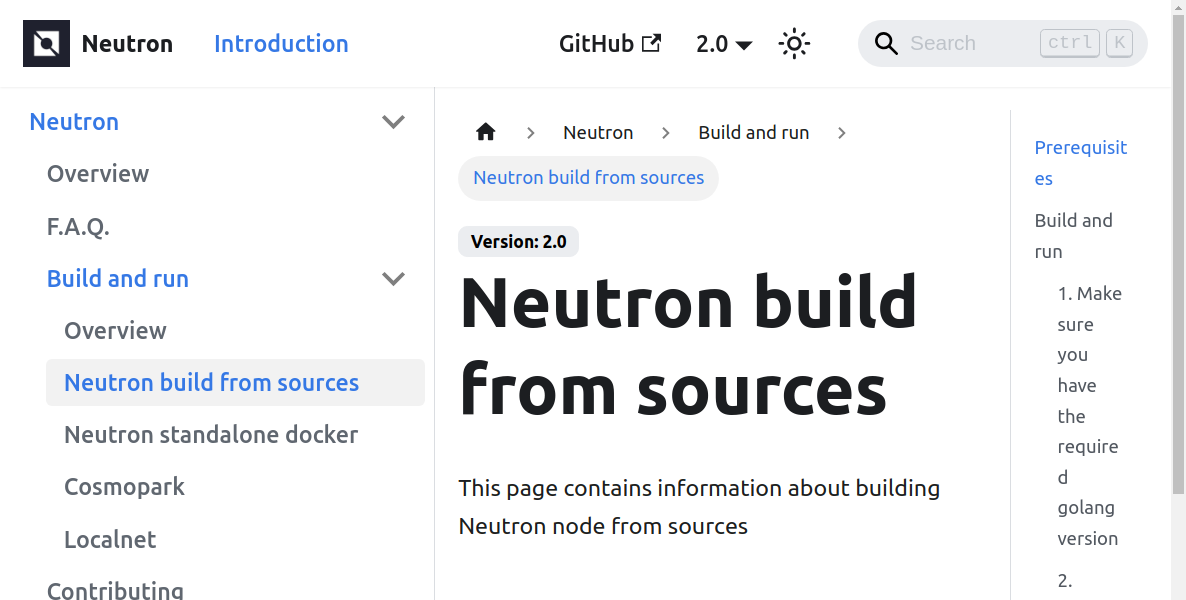 Neutron
Introduction
GitHub
2.0
Search
ctrl
K
Neutron
Overview
F.A.Q.
Build and run
Overview
Neutron build from sources
Neutron standalone docker
Cosmopark
Localnet
Contributing
Neutron
Build and run
Neutron build from sources
Version: 2.0
Neutron build
from sources
This page contains information about building
Neutron node from sources
Prerequisit
es
Build and
run
1. Make
sure
you
have
the
require
d
golang
version
2.